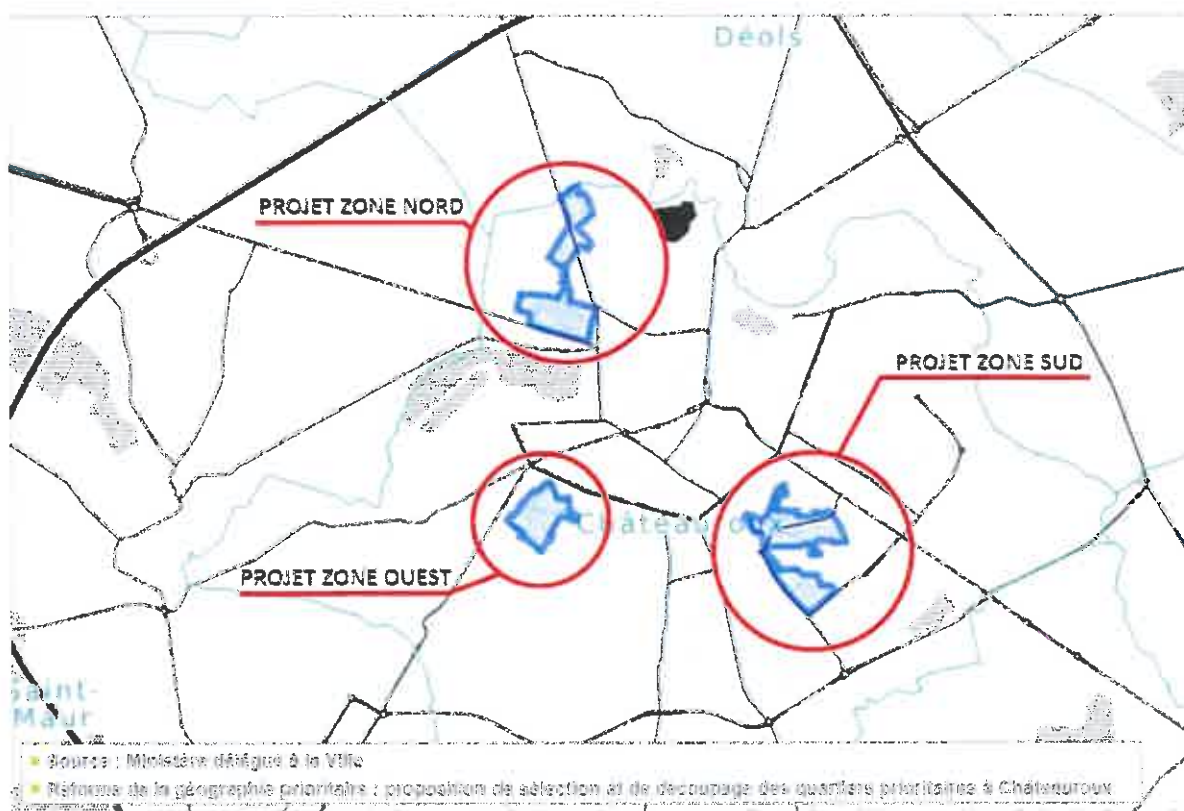 Déols
PROJET ZONE NORD
PROJET ZONE SUD
Châteauroux
PROJET ZONE OUEST
Saint-
Maur
Source : Ministère délégué à la Ville
Réforme de la géographie prioritaire : proposition de sélection et de découpage des quartiers prioritaires à Châteauroux